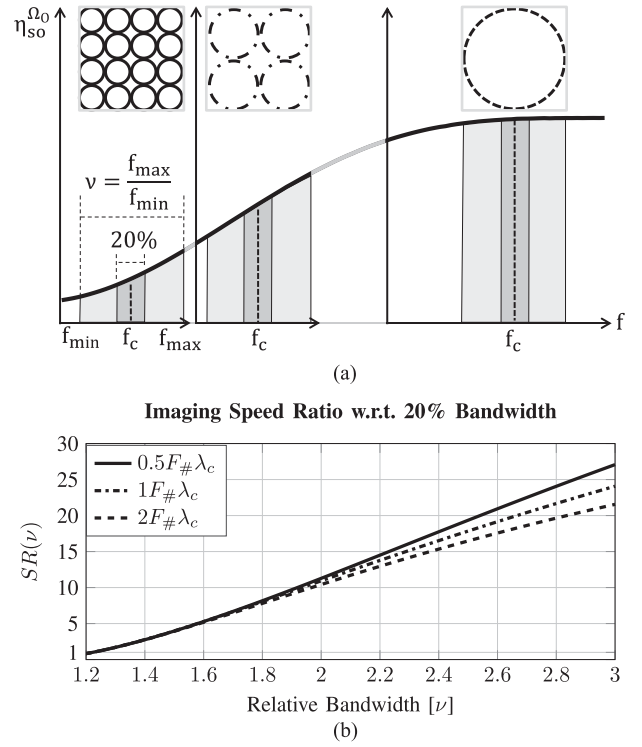 η_so^Ω₀
ν = f_max / f_min
20%
f_min f_c f_max f_c f_c f
(a)
Imaging Speed Ratio w.r.t. 20% Bandwidth
30
25
20
15
10
5
1
SR(ν)
0.5F_#λ_c
1F_#λ_c
2F_#λ_c
1.2 1.4 1.6 1.8 2 2.2 2.4 2.6 2.8 3
Relative Bandwidth [ν]
(b)